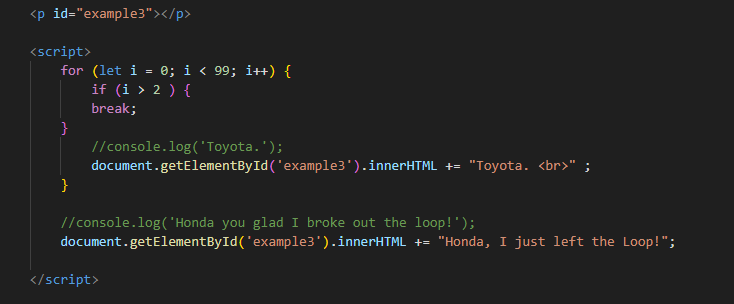 <p id="example3"></p>
<script>
for (let i = 0; i < 99; i++) {
if (i > 2 ) {
break;
}
//console.log('Toyota.');
document.getElementById('example3').innerHTML += "Toyota. <br>" ;
}
//console.log('Honda you glad I broke out the loop!');
document.getElementById('example3').innerHTML += "Honda, I just left the Loop!";
</script>